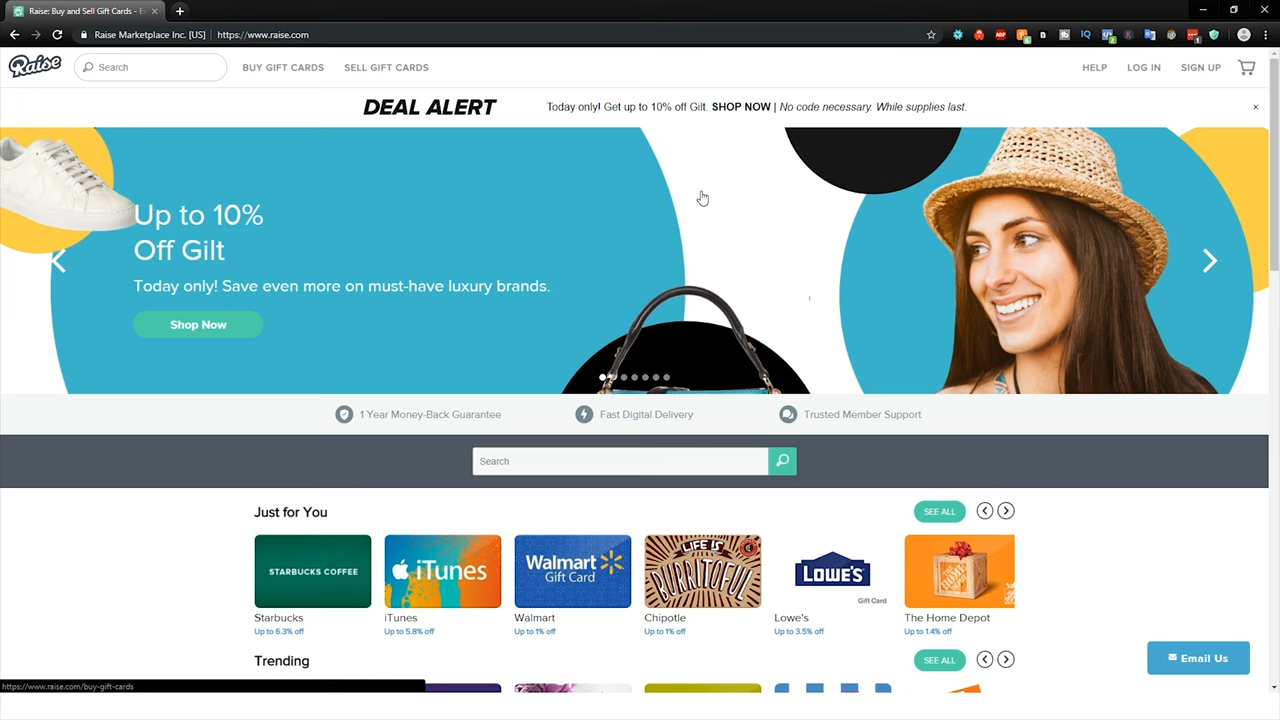 Raise: Buy and Sell Gift Cards - E
Raise Marketplace Inc. [US] | https://www.raise.com
Raise
Search
BUY GIFT CARDS
SELL GIFT CARDS
HELP
LOG IN
SIGN UP
DEAL ALERT
Today only! Get up to 10% off Gilt. SHOP NOW | No code necessary. While supplies last.
Up to 10%
Off Gilt
Today only! Save even more on must-have luxury brands.
Shop Now
1 Year Money-Back Guarantee
Fast Digital Delivery
Trusted Member Support
Search
Just for You
SEE ALL
STARBUCKS COFFEE
iTunes
Walmart
Gift Card
LIFE IS
BURRITOFUL
LOWE'S
Gift Card
Starbucks
iTunes
Walmart
Chipotle
Lowe's
The Home Depot
Up to 6.3% off
Up to 5.8% off
Up to 1% off
Up to 1% off
Up to 3.5% off
Up to 1.4% off
Trending
SEE ALL
Email Us
https://www.raise.com/buy-gift-cards